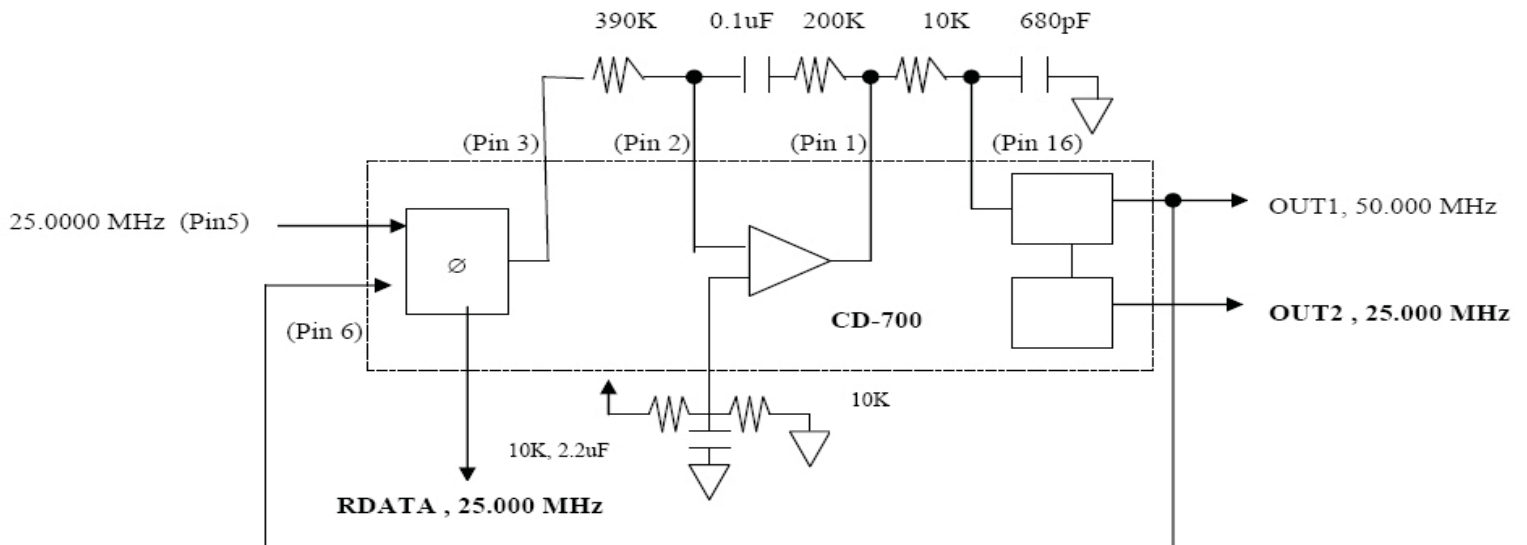 390K 0.1uF 200K 10K 680pF
(Pin 3) (Pin 2) (Pin 1) (Pin 16)
25.0000 MHz (Pin5)
OUT1, 50.000 MHz
ø
(Pin 6)
CD-700
OUT2 , 25.000 MHz
10K
10K, 2.2uF
RDATA , 25.000 MHz